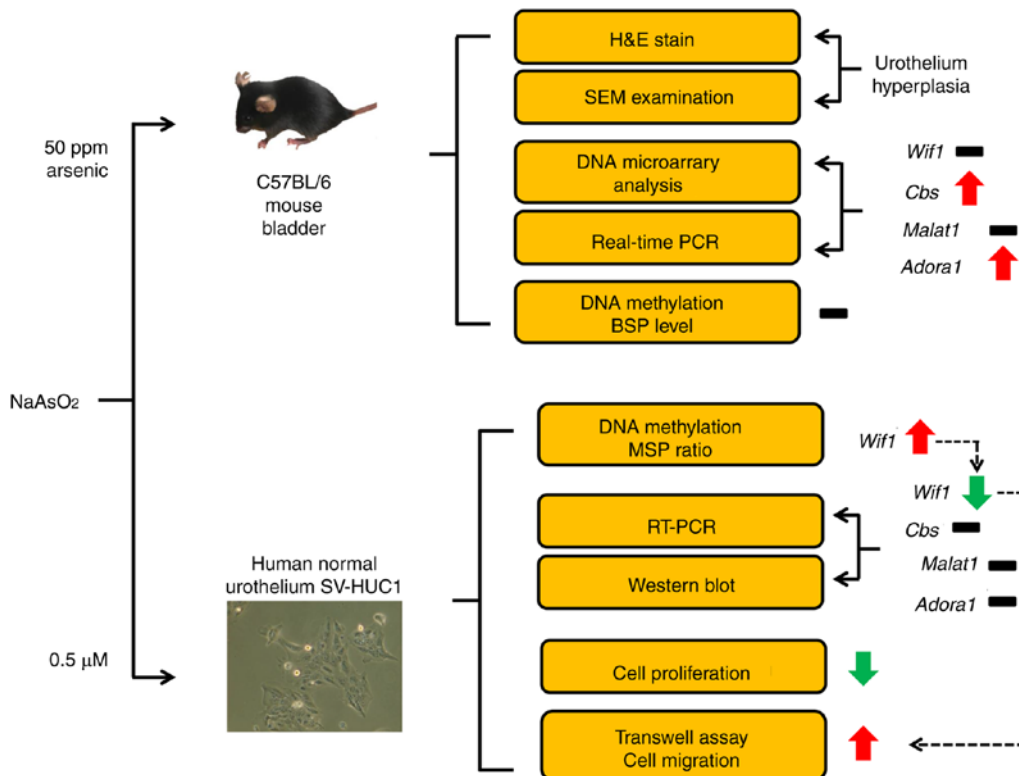 H&E stain
SEM examination
Urothelium
hyperplasia
50 ppm
arsenic
C57BL/6
mouse
bladder
DNA microarrary
analysis
Real-time PCR
Wif1
Cbs
Malat1
Adora1
DNA methylation
BSP level
NaAsO₂
DNA methylation
MSP ratio
Wif1
Wif1
RT-PCR
Cbs
Human normal
urothelium SV-HUC1
Western blot
Malat1
Adora1
0.5 μM
Cell proliferation
Transwell assay
Cell migration